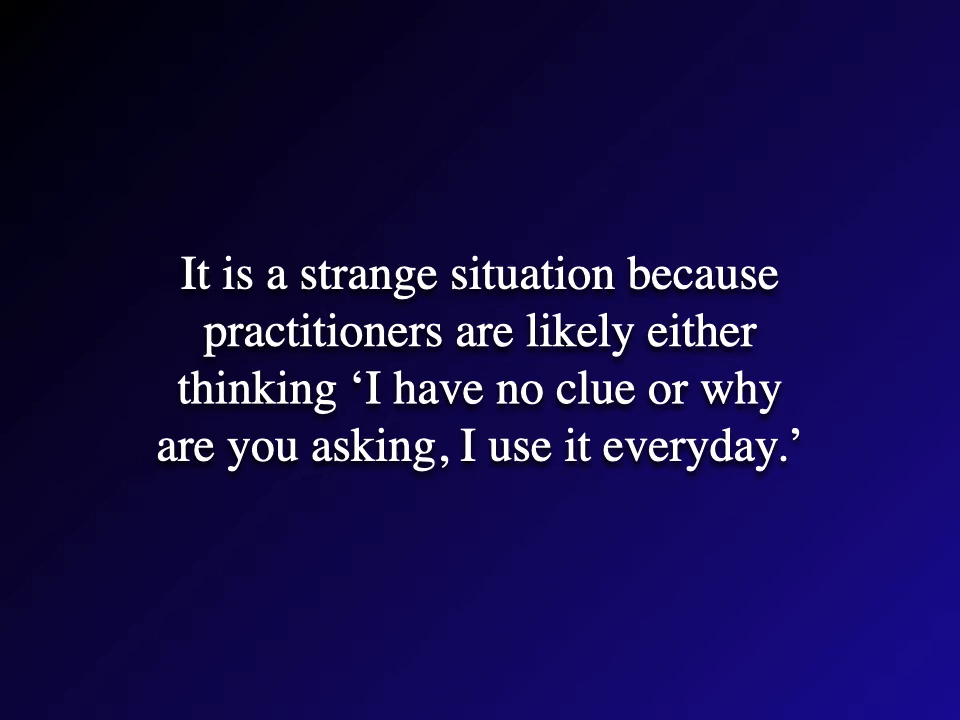 It is a strange situation because
practitioners are likely either
thinking ‘I have no clue or why
are you asking, I use it everyday.’